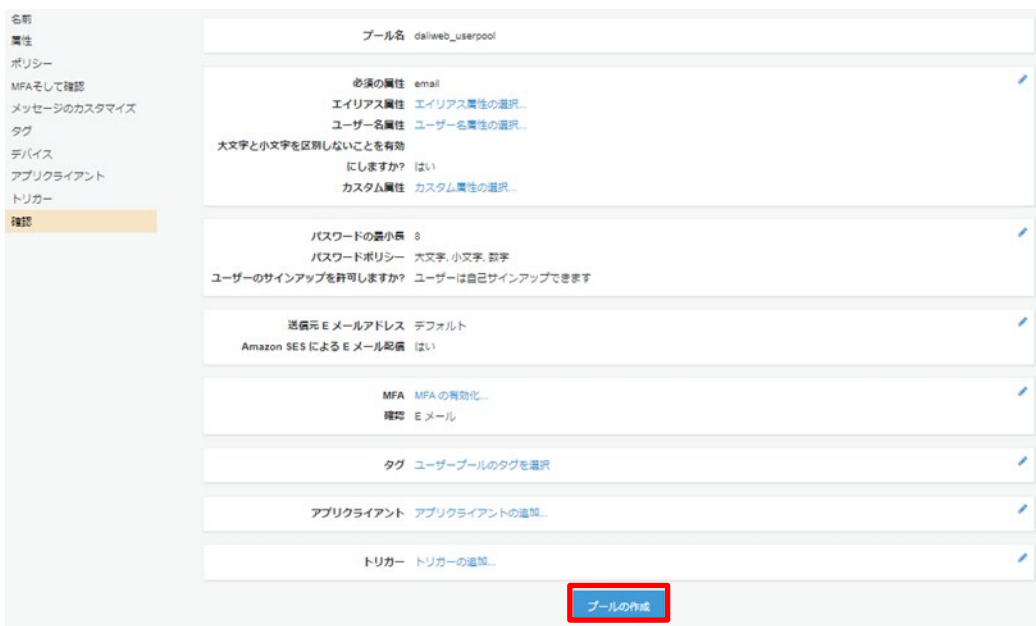 名前
属性
ポリシー
MFAそして確認
メッセージのカスタマイズ
タグ
デバイス
アプリクライアント
トリガー
確認
プール名 daliweb_userpool
必須の属性 email
エイリアス属性 エイリアス属性の選択...
ユーザー名属性 ユーザー名属性の選択...
大文字と小文字を区別しないことを有効
にしますか? はい
カスタム属性 カスタム属性の選択...
パスワードの最小長 8
パスワードポリシー 大文字, 小文字, 数字
ユーザーのサインアップを許可しますか? ユーザーは自己サインアップできます
送信元 E メールアドレス デフォルト
Amazon SES による E メール配信 はい
MFA MFA の有効化...
確認 E メール
タグ ユーザープールのタグを選択
アプリクライアント アプリクライアントの追加...
トリガー トリガーの追加...
プールの作成